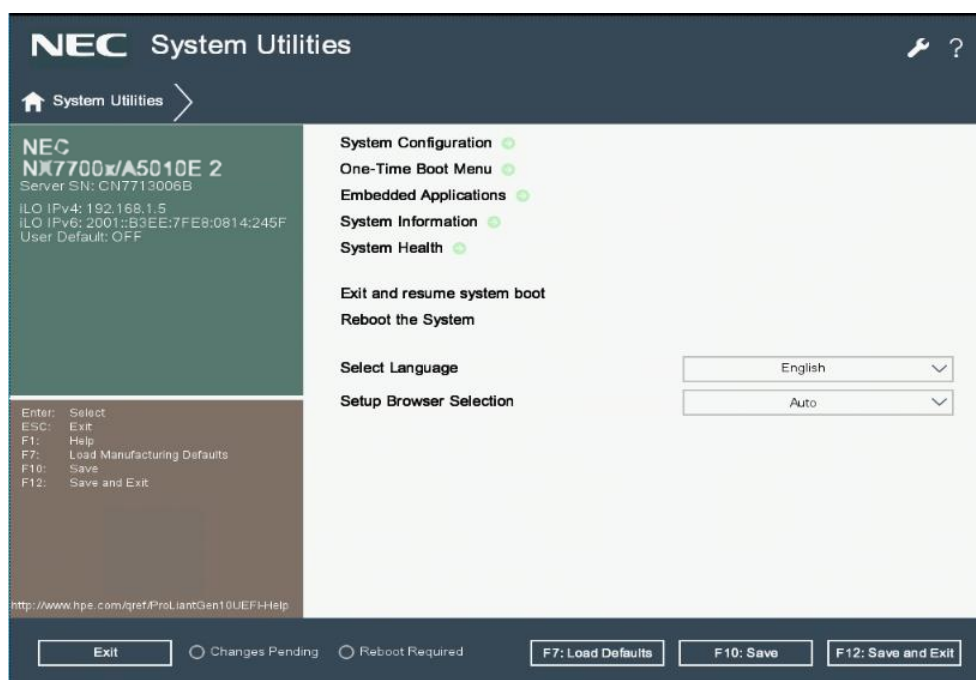 NEC System Utilities
?
System Utilities
NEC
NX7700x/A5010E 2
Server SN: CN7713006B
iLO IPv4: 192.168.1.5
iLO IPv6: 2001::B3EE:7FE8:0814:245F
User Default: OFF
Enter: Select
ESC: Exit
F1: Help
F7: Load Manufacturing Defaults
F10: Save
F12: Save and Exit
http://www.hpe.com/qref/ProLiantGen10UEFI-Help
System Configuration
One-Time Boot Menu
Embedded Applications
System Information
System Health
Exit and resume system boot
Reboot the System
Select Language English
Setup Browser Selection Auto
Exit Changes Pending Reboot Required F7: Load Defaults F10: Save F12: Save and Exit